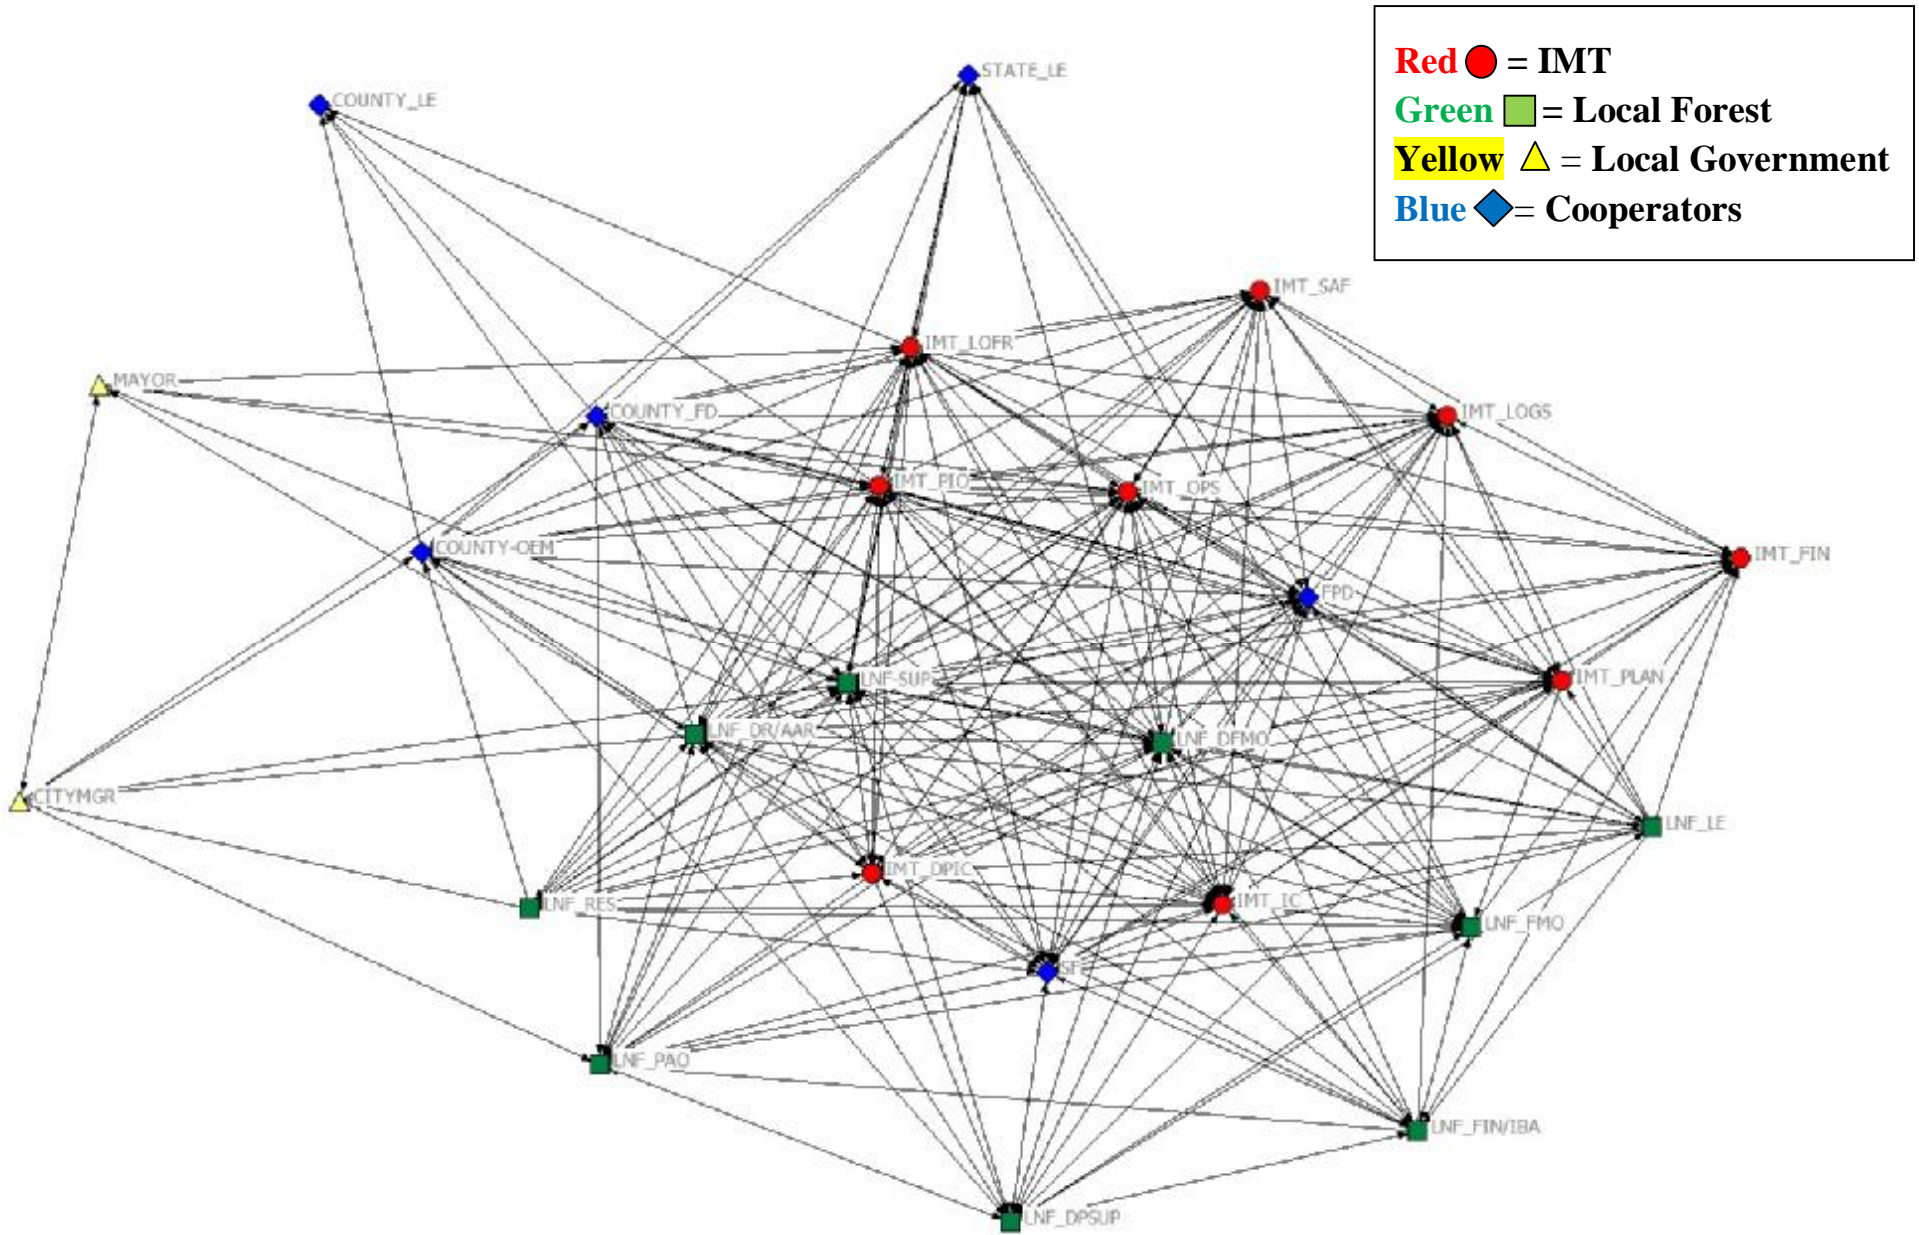 Red = IMT
Green = Local Forest
Yellow = Local Government
Blue = Cooperators
STATE_LE
COUNTY_LE
IMT_SAF
IMT_LOFR
MAYOR
COUNTY_FD
IMT_LOGS
IMT_PIO
IMT_OPS
COUNTY-OEM
IMT_FIN
FPD
LNF-SUP
IMT_PLAN
LNF_DR/AAR
LNF_DFMO
CITYMGR
LNF_LE
IMT_DPIC
IMT_IC
LNF_RES
LNF_FMO
LNF_PAO
LNF_FIN/IBA
LNF_DPSUP